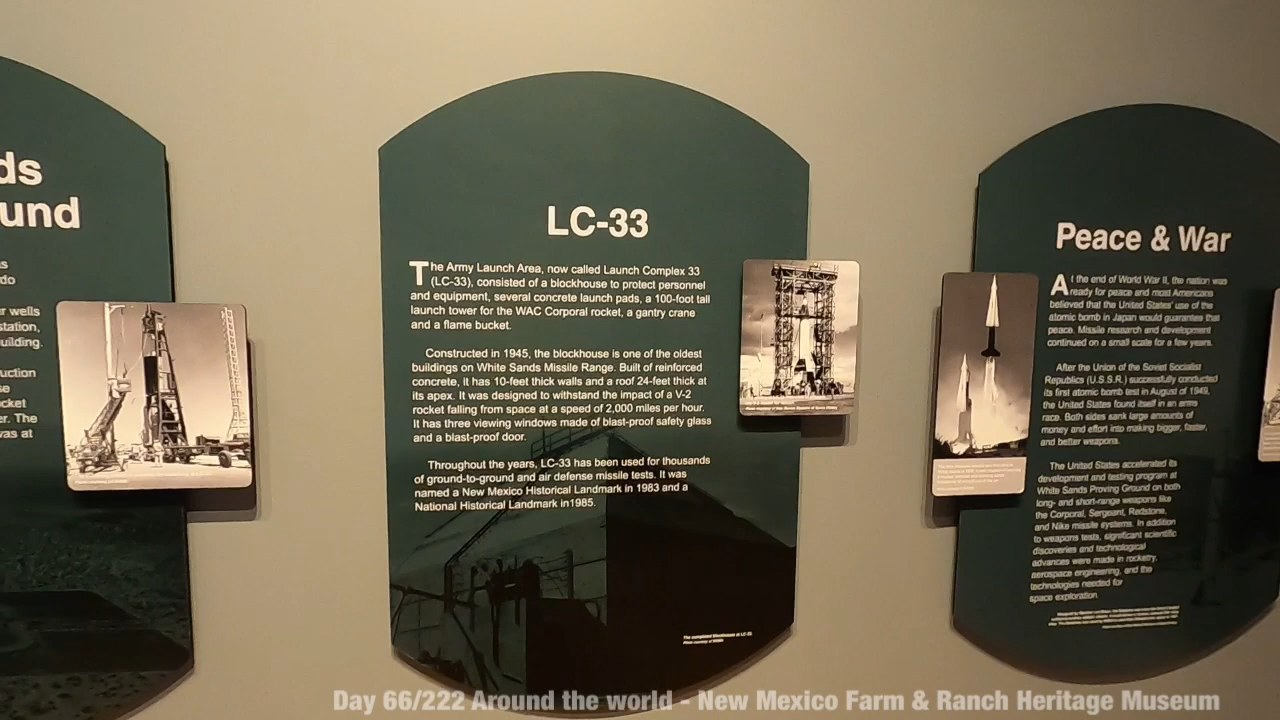 ds
und
s
do
r wells
station,
uilding.
uction
se
cket
er. The
vas at
LC-33
The Army Launch Area, now called Launch Complex 33
(LC-33), consisted of a blockhouse to protect personnel
and equipment, several concrete launch pads, a 100-foot tall
launch tower for the WAC Corporal rocket, a gantry crane
and a flame bucket.
Constructed in 1945, the blockhouse is one of the oldest
buildings on White Sands Missile Range. Built of reinforced
concrete, it has 10-feet thick walls and a roof 24-feet thick at
its apex. It was designed to withstand the impact of a V-2
rocket falling from space at a speed of 2,000 miles per hour.
It has three viewing windows made of blast-proof safety glass
and a blast-proof door.
Throughout the years, LC-33 has been used for thousands
of ground-to-ground and air defense missile tests. It was
named a New Mexico Historical Landmark in 1983 and a
National Historical Landmark in1985.
The completed Blockhouse at LC-33.
Peace & War
At the end of World War II, the nation was
ready for peace and most Americans
believed that the United States' use of the
atomic bomb in Japan would guarantee that
peace. Missile research and development
continued on a small scale for a few years.
After the Union of the Soviet Socialist
Republics (U.S.S.R.) successfully conducted
its first atomic bomb test in August of 1949,
the United States found itself in an arms
race. Both sides sank large amounts of
money and effort into making bigger, faster,
and better weapons.
The United States accelerated its
development and testing program at
White Sands Proving Ground on both
long- and short-range weapons like
the Corporal, Sergeant, Redstone,
and Nike missile systems. In addition
to weapons tests, significant scientific
discoveries and technological
advances were made in rocketry,
aerospace engineering, and the
technologies needed for
space exploration.
Day 66/222 Around the world - New Mexico Farm & Ranch Heritage Museum